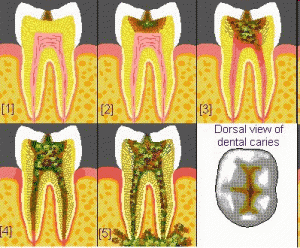 [1]
[2]
[3]
Dorsal view of
dental caries
[4]
[5]